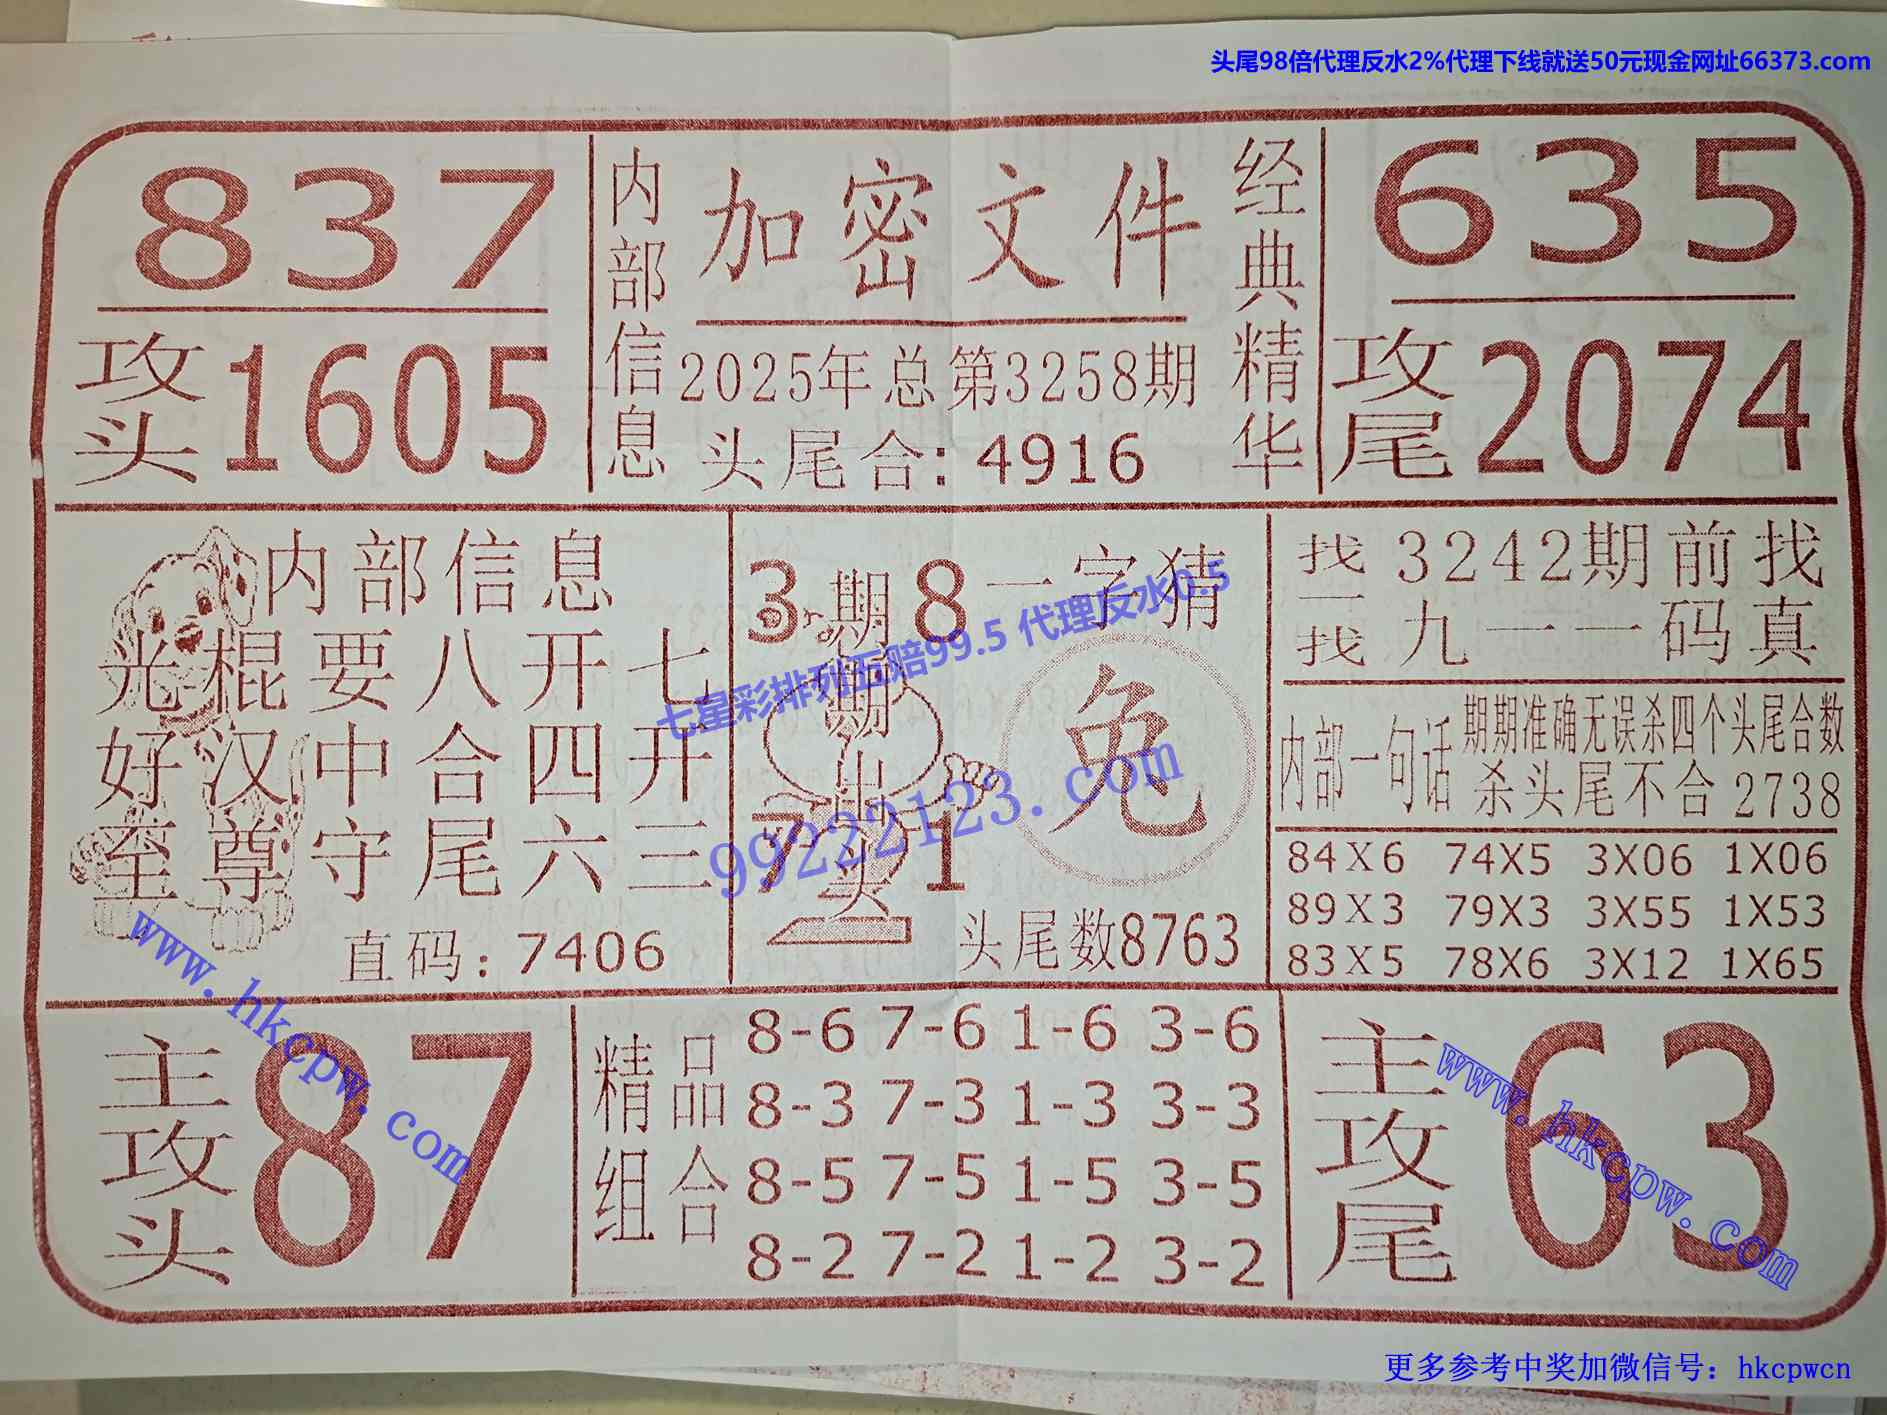 头尾98倍代理反水2%代理下线就送50元现金网址66373.com
837
攻头1605
内部信息
加密文件
2025年总第3258期
头尾合:4916
经典精华
635
攻尾2074
内部信息
光棍要八开七
好汉中合四开
至尊守尾六三
直码:7406
3 8
7 1
期期出头
一字猜
兔
头尾数8763
七星彩排列五赔99.5 代理反水0.5
99222123.com
找一找
3242期前找
九一一码真
内部一句话
期期准确无误杀四个头尾合数
杀头尾不合2738
84X6 74X5 3X06 1X06
89X3 79X3 3X55 1X53
83X5 78X6 3X12 1X65
主攻头
87
www.hkcpw.com
精品组合
8-6 7-6 1-6 3-6
8-3 7-3 1-3 3-3
8-5 7-5 1-5 3-5
8-2 7-2 1-2 3-2
主攻尾
63
www.hkcpw.com
更多参考中奖加微信号：hkcpwcn